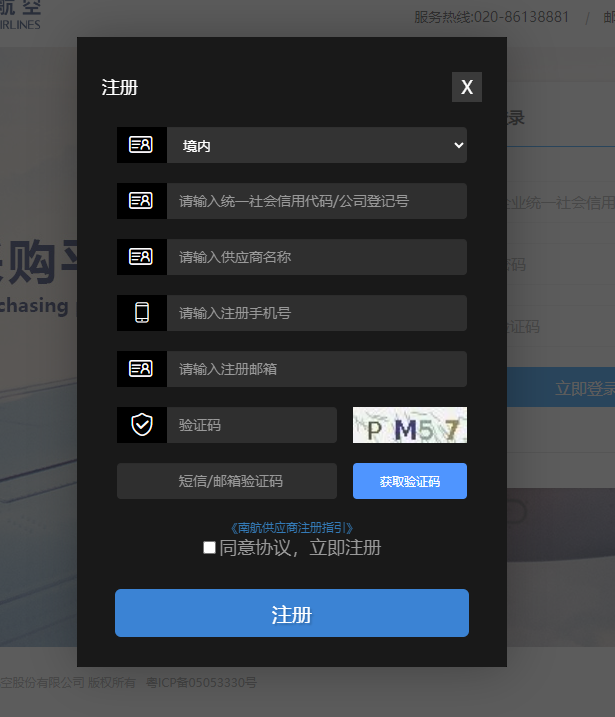 航空
IRLINES
服务热线:020-86138881 / 邮
注册
X
录
境内
请输入统一社会信用代码/公司登记号
业统一社会信用
请输入供应商名称
购
chasing
密码
请输入注册手机号
验证码
请输入注册邮箱
立即登录
验证码
PM57
短信/邮箱验证码
获取验证码
《南航供应商注册指引》
同意协议，立即注册
注册
空股份有限公司 版权所有 粤ICP备05053330号